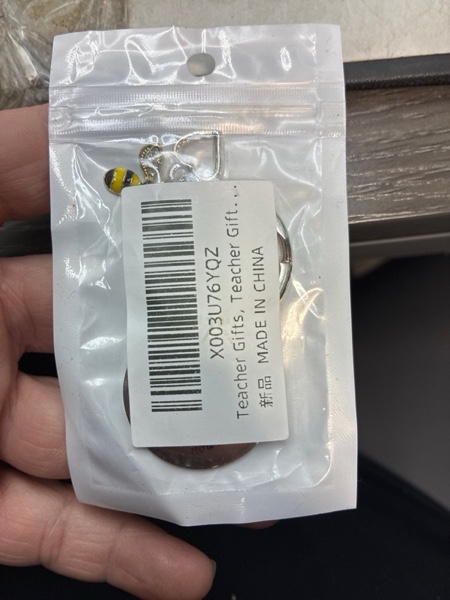 X003U76YQZ
Teacher Gifts, Teacher Gift...
新品 MADE IN CHINA